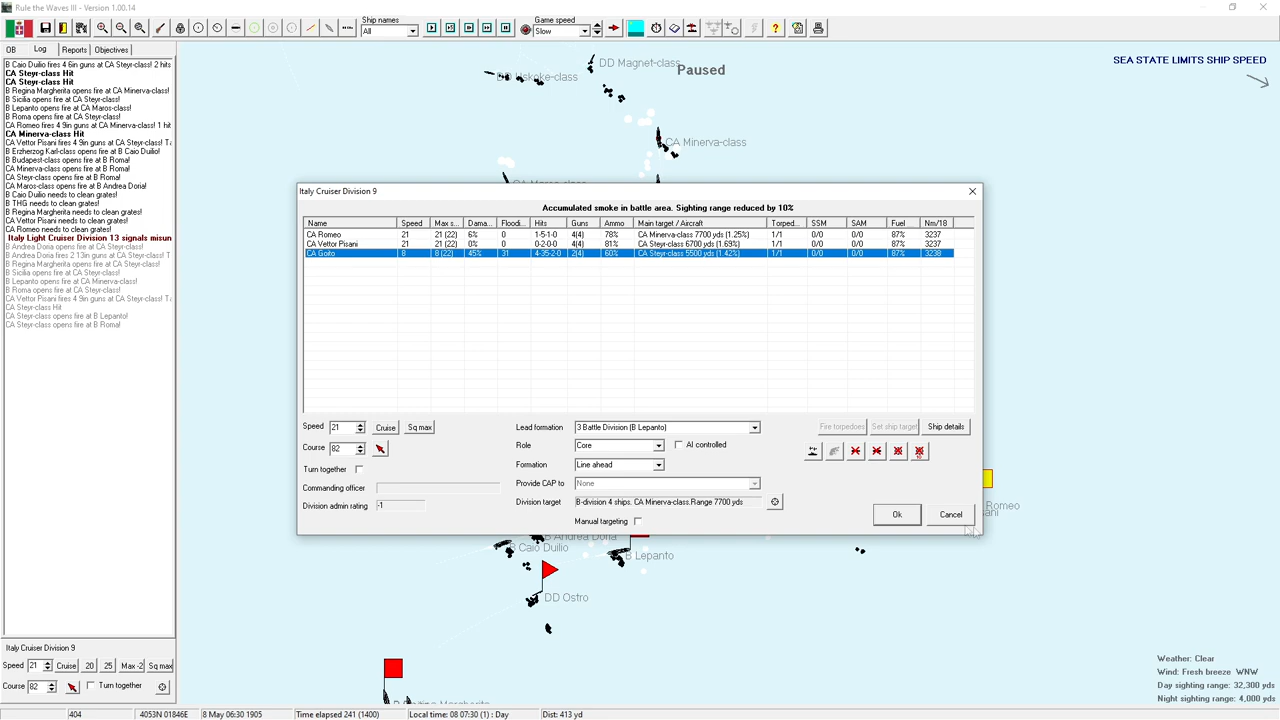 Rule the Waves III - Version 1.00.14
Ship names
All
Game speed
Slow
OB Log Reports Objectives
B Caio Duilio fires 4 6in guns at CA Steyr-class! 2 hits
CA Steyr-class Hit
CA Steyr-class Hit
B Regina Margherita opens fire at CA Minerva-class!
B Sicilia opens fire at CA Steyr-class!
B Lepanto opens fire at CA Maros-class!
B Roma opens fire at CA Steyr-class!
CA Romeo fires 4 9in guns at CA Minerva-class! 1 hit
CA Minerva-class Hit
CA Vettor Pisani fires 4 9in guns at CA Steyr-class! Ta
B Erzherzog Karl-class opens fire at B Caio Duilio!
B Budapest-class opens fire at B Roma!
CA Minerva-class opens fire at B Roma!
CA Steyr-class opens fire at B Roma!
CA Maros-class opens fire at B Andrea Doria!
B Caio Duilio needs to clean grates!
B THG needs to clean grates!
B Regina Margherita needs to clean grates!
CA Vettor Pisani needs to clean grates!
CA Romeo needs to clean grates!
Italy Light Cruiser Division 13 signals misun
B Andrea Doria opens fire at CA Steyr-class!
B Andrea Doria fires 2 13in guns at CA Steyr-class! T
B Regina Margherita opens fire at CA Steyr-class!
B Sicilia opens fire at CA Steyr-class!
B Lepanto opens fire at CA Minerva-class!
B Roma opens fire at CA Steyr-class!
CA Vettor Pisani fires 4 9in guns at CA Steyr-class! Ta
CA Steyr-class Hit
CA Steyr-class opens fire at B Lepanto!
CA Steyr-class opens fire at B Roma!
DD Magnet-class
DD Uskoke-class
Paused
SEA STATE LIMITS SHIP SPEED
CA Minerva-class
Italy Cruiser Division 9
Accumulated smoke in battle area. Sighting range reduced by 10%
Name Speed Max s... Dama... Flood... Hits Guns Ammo Main target / Aircraft Torped... SSM SAM Fuel Nm/18
CA Romeo 21 21 (22) 6% 0 1-5-1-0 4(4) 78% CA Minerva-class 7700 yds (1.25%) 1/1 0/0 0/0 87% 3237
CA Vettor Pisani 21 21 (22) 0% 0 0-2-0-0 4(4) 81% CA Steyr-class 6700 yds (1.69%) 1/1 0/0 0/0 87% 3237
CA Goito 8 8 (22) 45% 31 4-35-2-0 2(4) 60% CA Steyr-class 5500 yds (1.42%) 1/1 0/0 0/0 87% 3238
Speed 21 Cruise Sq max
Course 82
Turn together
Commanding officer
Division admin rating -1
Lead formation 3 Battle Division (B Lepanto)
Role Core AI controlled
Formation Line ahead
Provide CAP to None
Division target B-division 4 ships. CA Minerva-class.Range 7700 yds
Manual targeting
Fire torpedoes Set ship target Ship details
Ok Cancel
Romeo
B Andrea Doria
B Caio Duilio
B Lepanto
DD Ostro
Italy Cruiser Division 9
Speed 21 Cruise 20 25 Max -2 Sq max
Course 82 Turn together
Weather: Clear
Wind: Fresh breeze WNW
Day sighting range: 32,300 yds
Night sighting range: 4,000 yds
404 4053N 01846E 8 May 06:30 1905 Time elapsed 241 (1400) Local time: 08 07:30 (1) : Day Dist: 413 yd